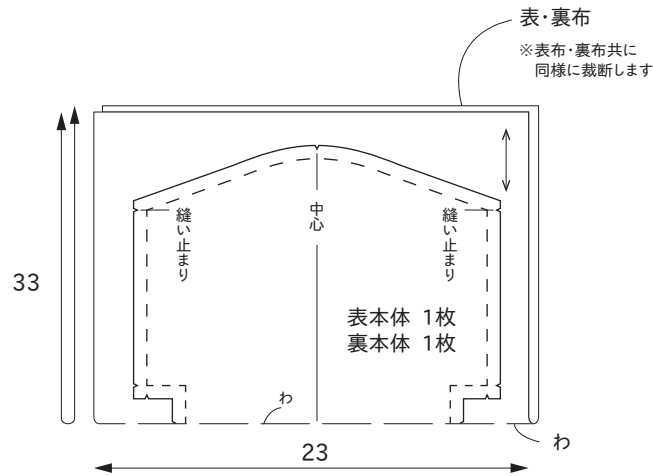 表・裏布
※表布・裏布共に
同様に裁断します
中心
縫い止まり
縫い止まり
33
表本体 1枚
裏本体 1枚
わ
わ
23